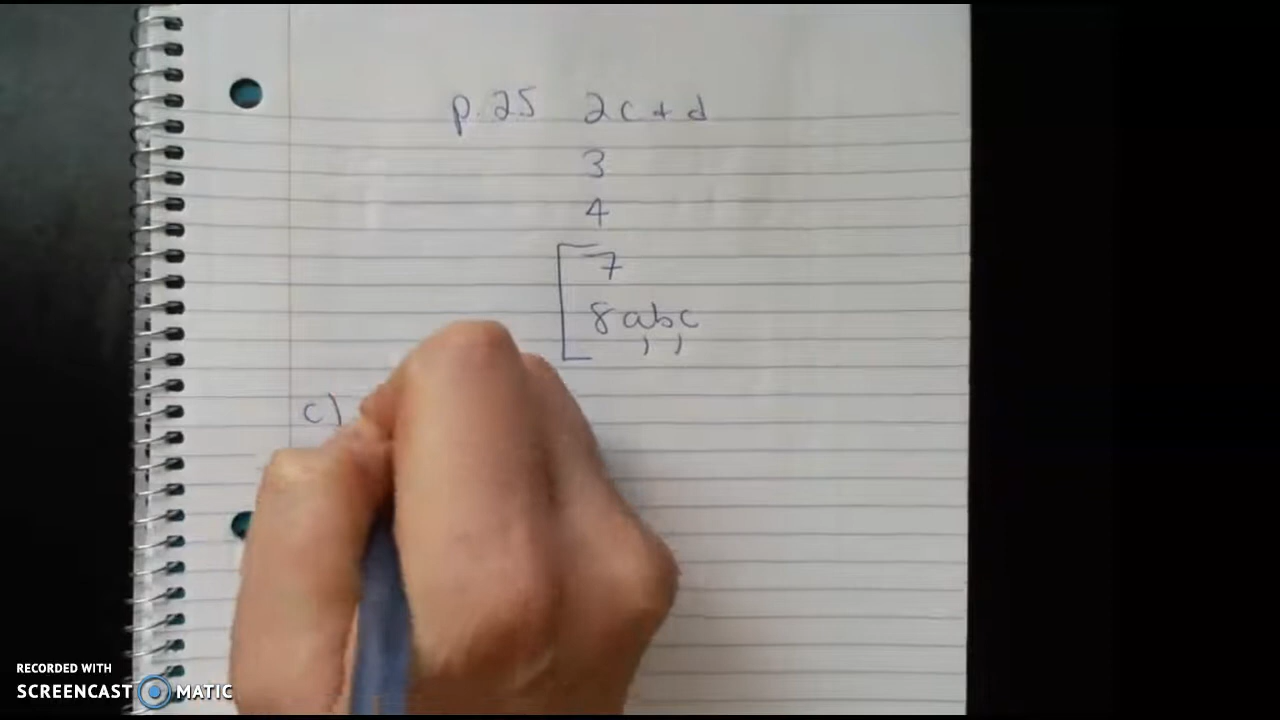 p. 25 2c + d
3
4
7
8 a, b, c
c)
RECORDED WITH
SCREENCAST MATIC